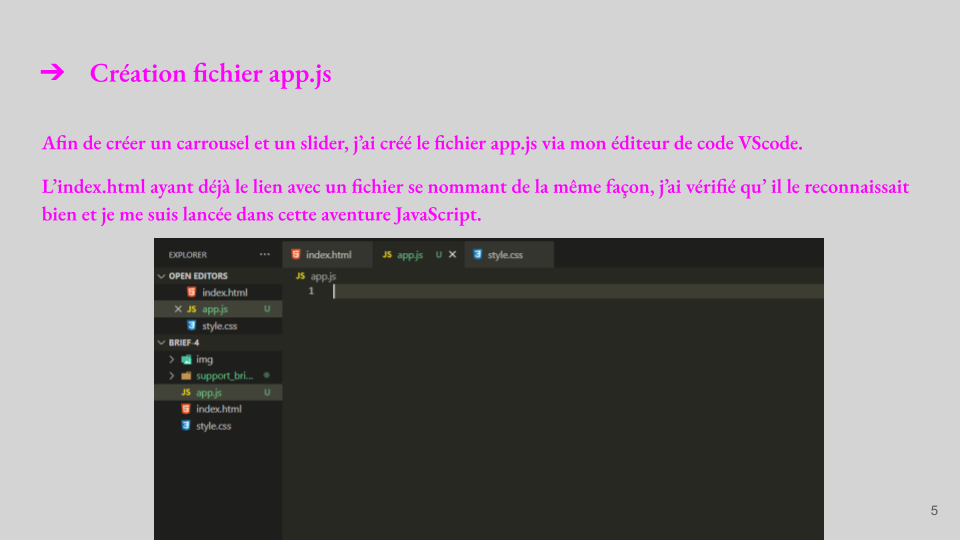 ➔ Création fichier app.js
Afin de créer un carrousel et un slider, j'ai créé le fichier app.js via mon éditeur de code VScode.
L'index.html ayant déjà le lien avec un fichier se nommant de la même façon, j'ai vérifié qu' il le reconnaissait
bien et je me suis lancée dans cette aventure JavaScript.
EXPLORER ···
index.html
JS app.js U ×
style.css
OPEN EDITORS
index.html
× JS app.js U
style.css
BRIEF-4
img
support_bri...
JS app.js U
index.html
style.css
JS app.js
1
5